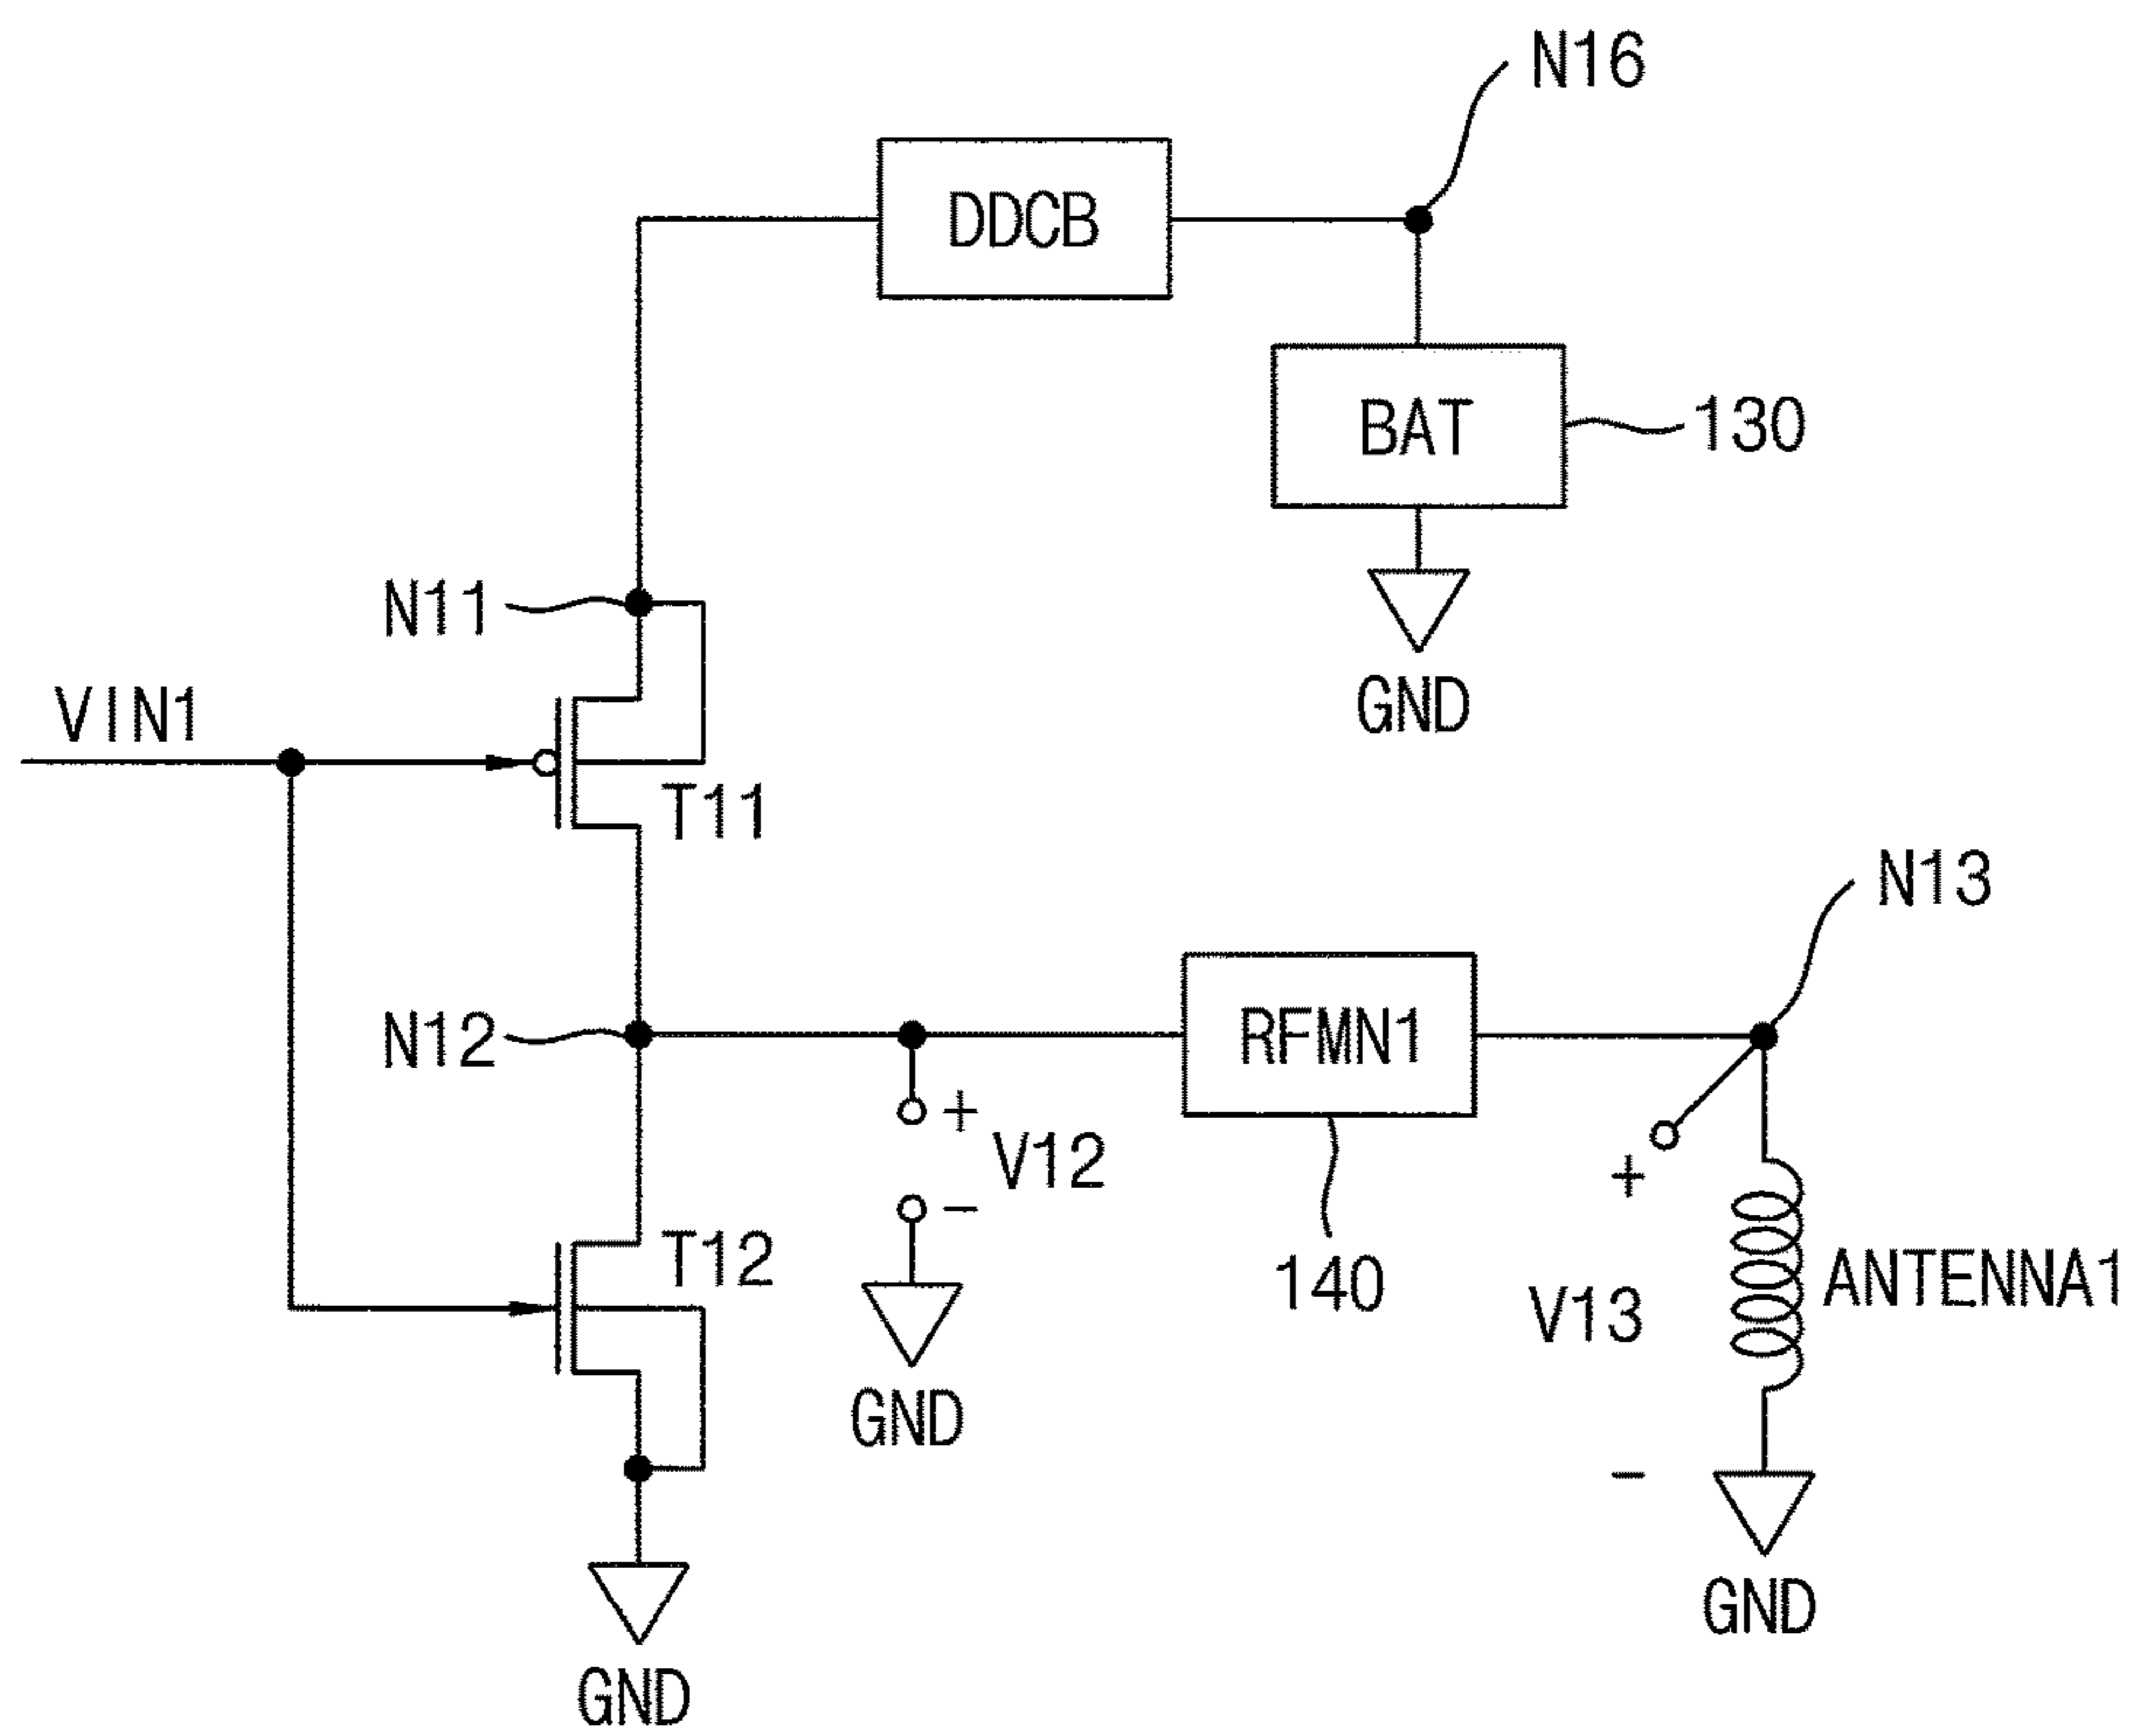 N16
DDCB
BAT
130
N11
GND
VIN1
T11
N13
N12
RFMN1
+
V12
-
+
T12
140
V13
ANTENNA1
GND
-
GND
GND